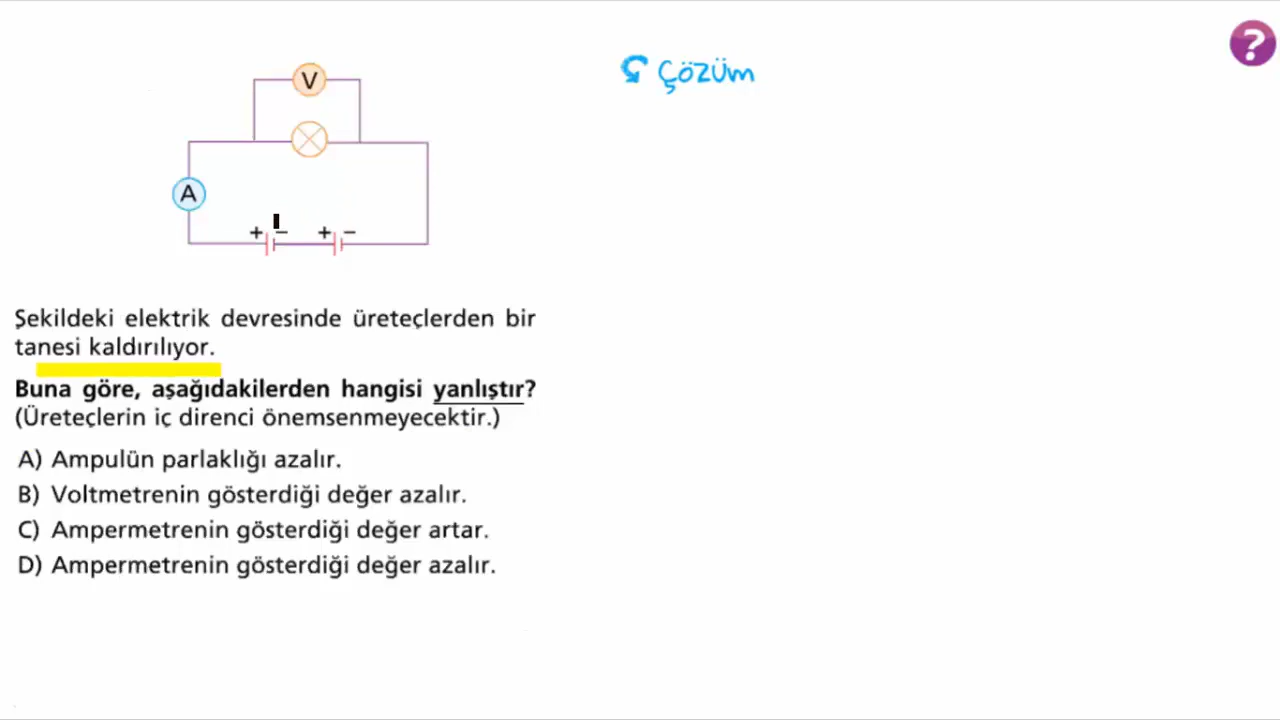 ?
Çözüm
V
A
+ – + –
Şekildeki elektrik devresinde üreteçlerden bir
tanesi kaldırılıyor.
Buna göre, aşağıdakilerden hangisi yanlıştır?
(Üreteçlerin iç direnci önemsenmeyecektir.)
A) Ampulün parlaklığı azalır.
B) Voltmetrenin gösterdiği değer azalır.
C) Ampermetrenin gösterdiği değer artar.
D) Ampermetrenin gösterdiği değer azalır.